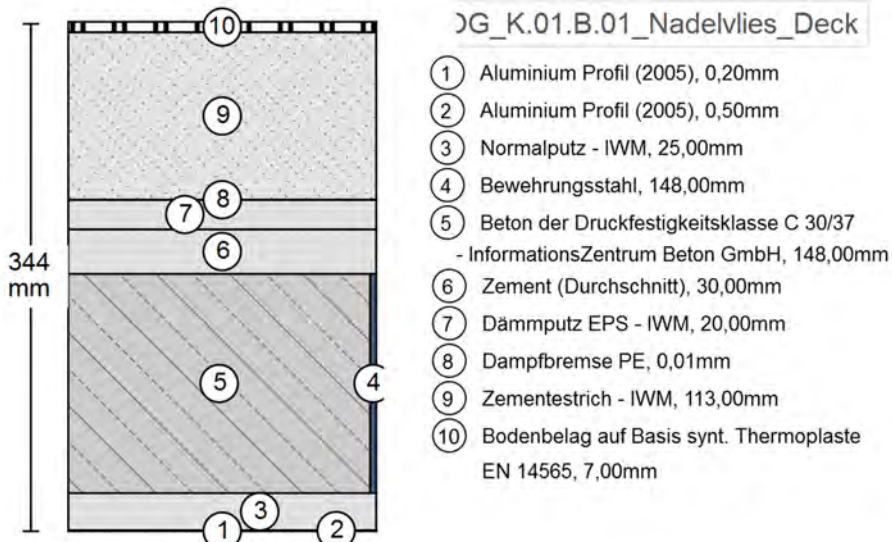 10
9
8
7
6
5
4
3
1
2
344
mm
OG_K.01.B.01_Nadelvlies_Deck
1 Aluminium Profil (2005), 0,20mm
2 Aluminium Profil (2005), 0,50mm
3 Normalputz - IWM, 25,00mm
4 Bewehrungsstahl, 148,00mm
5 Beton der Druckfestigkeitsklasse C 30/37
- InformationsZentrum Beton GmbH, 148,00mm
6 Zement (Durchschnitt), 30,00mm
7 Dämmputz EPS - IWM, 20,00mm
8 Dampfbremse PE, 0,01mm
9 Zementestrich - IWM, 113,00mm
10 Bodenbelag auf Basis synt. Thermoplaste
EN 14565, 7,00mm